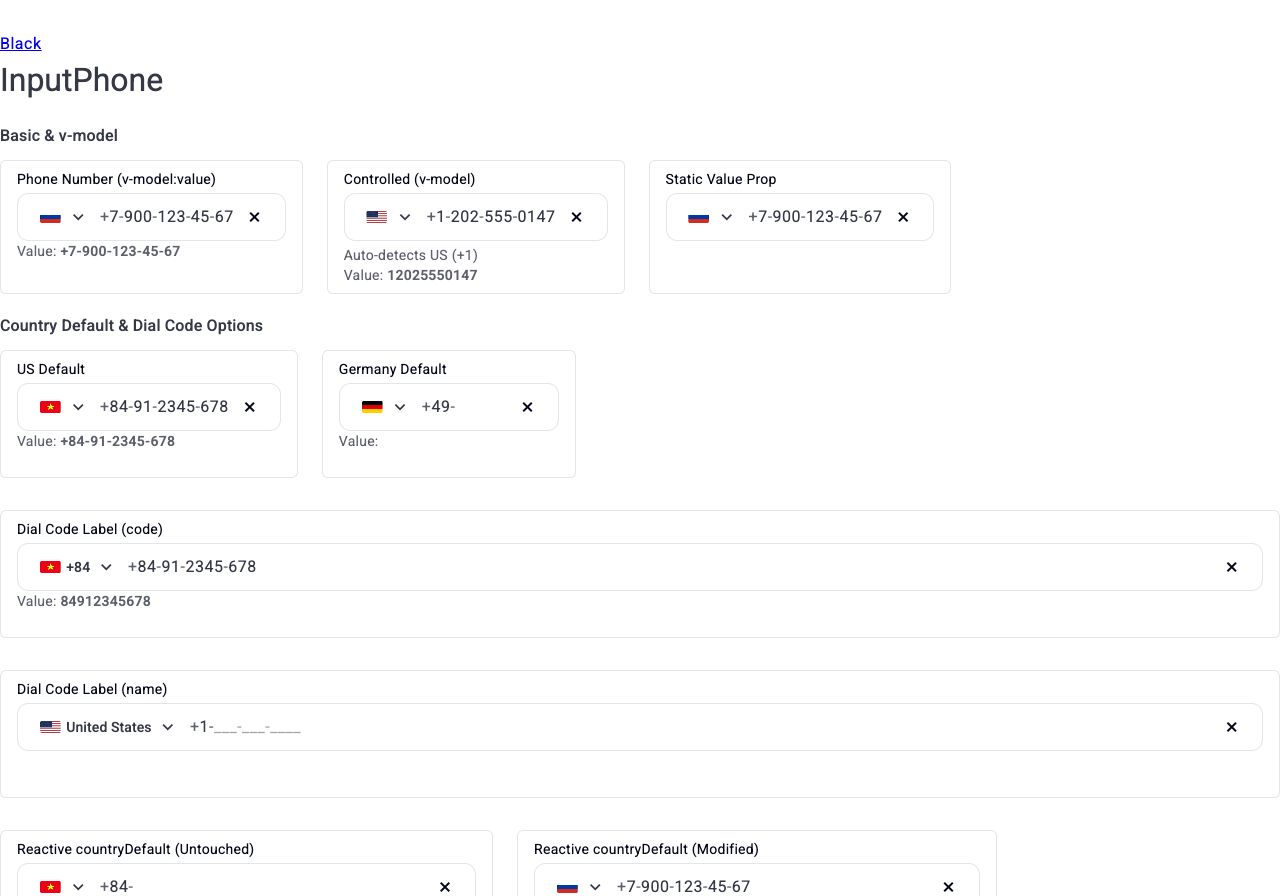 Black
InputPhone
Basic & v-model
Phone Number (v-model:value)
+7-900-123-45-67
Value: +7-900-123-45-67
Controlled (v-model)
+1-202-555-0147
Auto-detects US (+1)
Value: 12025550147
Static Value Prop
+7-900-123-45-67
Country Default & Dial Code Options
US Default
+84-91-2345-678
Value: +84-91-2345-678
Germany Default
+49-
Value:
Dial Code Label (code)
+84 +84-91-2345-678
Value: 84912345678
Dial Code Label (name)
United States +1-___-___-____
Reactive countryDefault (Untouched)
+84-
Reactive countryDefault (Modified)
+7-900-123-45-67